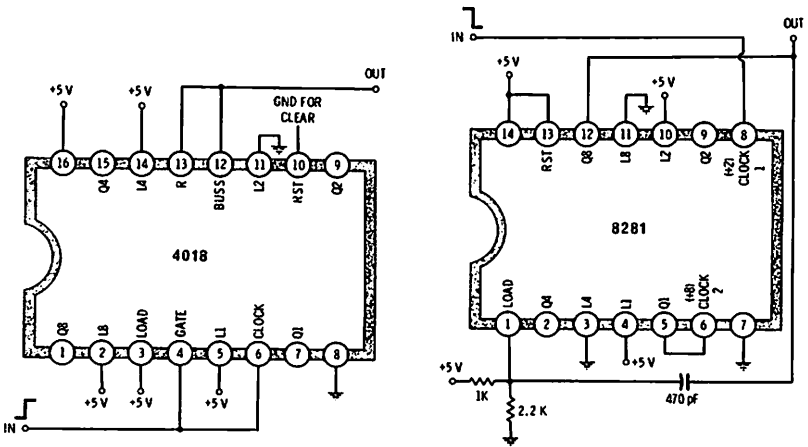 OUT
GND FOR
CLEAR
+5 V
+5 V
16
15
14
13
12
11
10
9
Q4
L4
R
BUSS
L2
RST
Q2
4018
Q8
L8
LOAD
GATE
L1
CLOCK
Q1
1
2
3
4
5
6
7
8
+5 V
+5 V
+5 V
IN
IN
OUT
+5 V
+5 V
14
13
12
11
10
9
8
RST
Q8
L8
L2
Q2
(÷2)
CLOCK
1
8281
LOAD
Q4
L4
L1
Q1
(÷8)
CLOCK
2
1
2
3
4
5
6
7
+5 V
+5 V
1K
470 pF
2.2 K